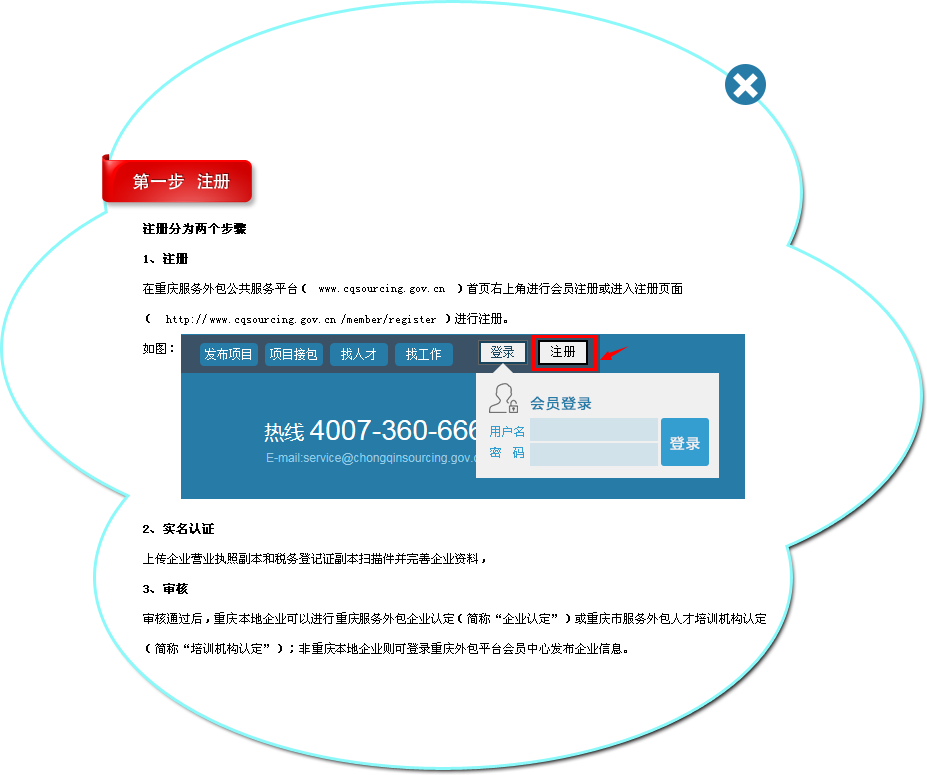 第一步 注册
注册分为两个步骤
1、注册
在重庆服务外包公共服务平台( www.cqsourcing.gov.cn )首页右上角进行会员注册或进入注册页面
( http://www.cqsourcing.gov.cn /member/register )进行注册。
如图:
发布项目 项目接包 找人才 找工作 登录 注册
会员登录
热线 4007-360-666
用户名
登录
密 码
E-mail:service@chongqinsourcing.gov.c
2、实名认证
上传企业营业执照副本和税务登记证副本扫描件并完善企业资料,
3、审核
审核通过后,重庆本地企业可以进行重庆服务外包企业认定(简称“企业认定”)或重庆市服务外包人才培训机构认定
(简称“培训机构认定”);非重庆本地企业则可登录重庆外包平台会员中心发布企业信息。